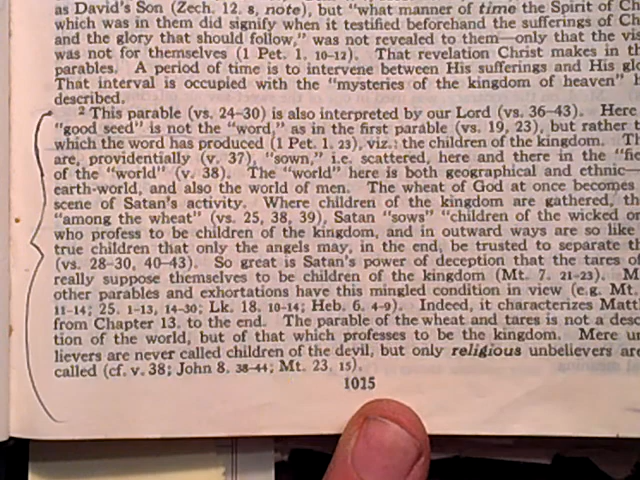 as David's Son (Zech. 12. 8, note), but "what manner of time the Spirit of
which was in them did signify when it testified beforehand the sufferings of
and the glory that should follow," was not revealed to them—only that the
was not for themselves (1 Pet. 1. 10-12). That revelation Christ makes in
parables. A period of time is to intervene between His sufferings and His
That interval is occupied with the "mysteries of the kingdom of heaven"
described.
2 This parable (vs. 24-30) is also interpreted by our Lord (vs. 36-43). Here
"good seed" is not the "word," as in the first parable (vs. 19, 23), but rather
which the word has produced (1 Pet. 1. 23), viz.: the children of the kingdom.
are, providentially (v. 37), "sown," i.e. scattered, here and there in the
of the "world" (v. 38). The "world" here is both geographical and ethnic—
earth-world, and also the world of men. The wheat of God at once becomes
scene of Satan's activity. Where children of the kingdom are gathered,
"among the wheat" (vs. 25, 38, 39), Satan "sows" "children of the wicked
who profess to be children of the kingdom, and in outward ways are so like
true children that only the angels may, in the end, be trusted to separate
(vs. 28-30, 40-43). So great is Satan's power of deception that the tares
really suppose themselves to be children of the kingdom (Mt. 7. 21-23).
other parables and exhortations have this mingled condition in view (e.g. Mt.
11-14; 25. 1-13, 14-30; Lk. 18. 10-14; Heb. 6. 4-9). Indeed, it characterizes
from Chapter 13. to the end. The parable of the wheat and tares is not a
tion of the world, but of that which professes to be the kingdom. Mere
lievers are never called children of the devil, but only religious unbelievers
called (cf. v. 38; John 8. 38-44; Mt. 23. 15).
1015